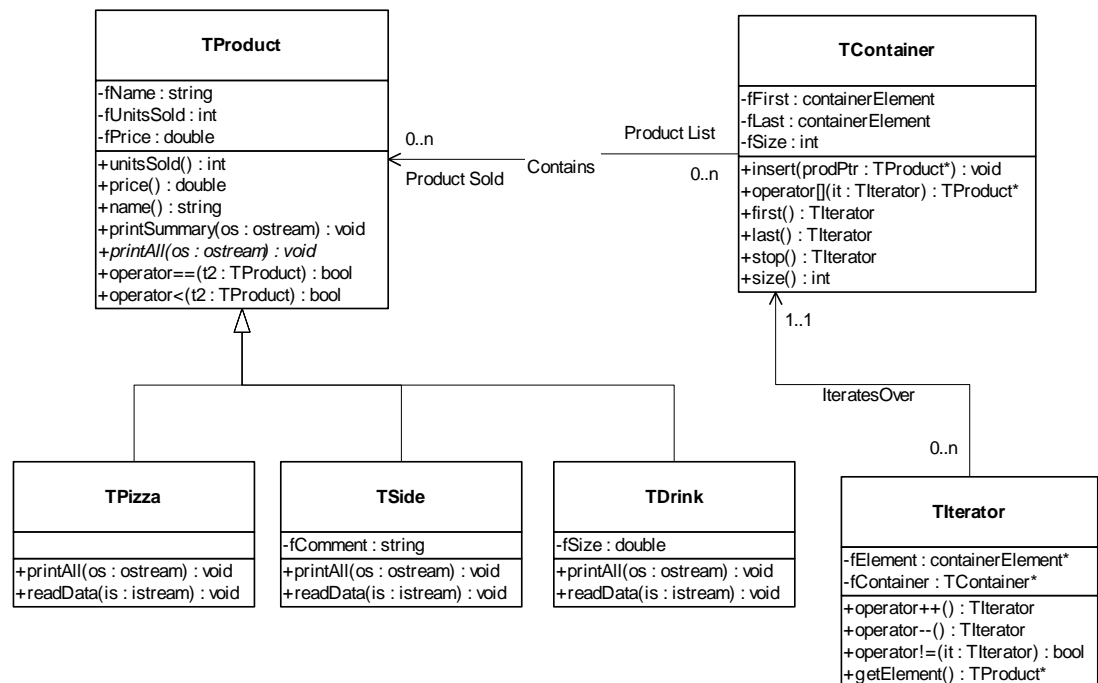 TProduct
-fName : string
-fUnitsSold : int
-fPrice : double
+unitsSold() : int
+price() : double
+name() : string
+printSummary(os : ostream) : void
+printAll(os : ostream) : void
+operator==(t2 : TProduct) : bool
+operator<(t2 : TProduct) : bool
0..n
Product Sold
Contains
Product List
0..n
TContainer
-fFirst : containerElement
-fLast : containerElement
-fSize : int
+insert(prodPtr : TProduct*) : void
+operator[](it : TIterator) : TProduct*
+first() : TIterator
+last() : TIterator
+stop() : TIterator
+size() : int
1..1
IteratesOver
0..n
TPizza
+printAll(os : ostream) : void
+readData(is : istream) : void
TSide
-fComment : string
+printAll(os : ostream) : void
+readData(is : istream) : void
TDrink
-fSize : double
+printAll(os : ostream) : void
+readData(is : istream) : void
TIterator
-fElement : containerElement*
-fContainer : TContainer*
+operator++() : TIterator
+operator--() : TIterator
+operator!=(it : TIterator) : bool
+getElement() : TProduct*